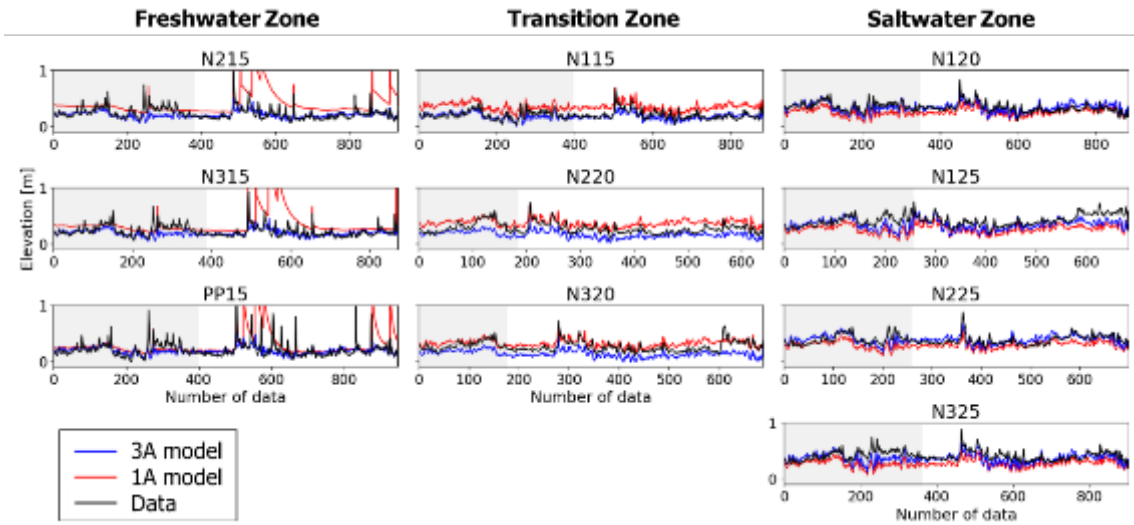 Freshwater Zone Transition Zone Saltwater Zone
N215 N115 N120
1
0
0 200 400 600 800 0 200 400 600 800 0 200 400 600 800
N315 N220 N125
1
0
0 200 400 600 800 0 100 200 300 400 500 600 0 100 200 300 400 500 600
Elevation [m]
PP15 N320 N225
1
0
0 200 400 600 800 0 100 200 300 400 500 600 0 100 200 300 400 500 600
Number of data Number of data
N325
1
0
0 200 400 600 800
Number of data
3A model
1A model
Data